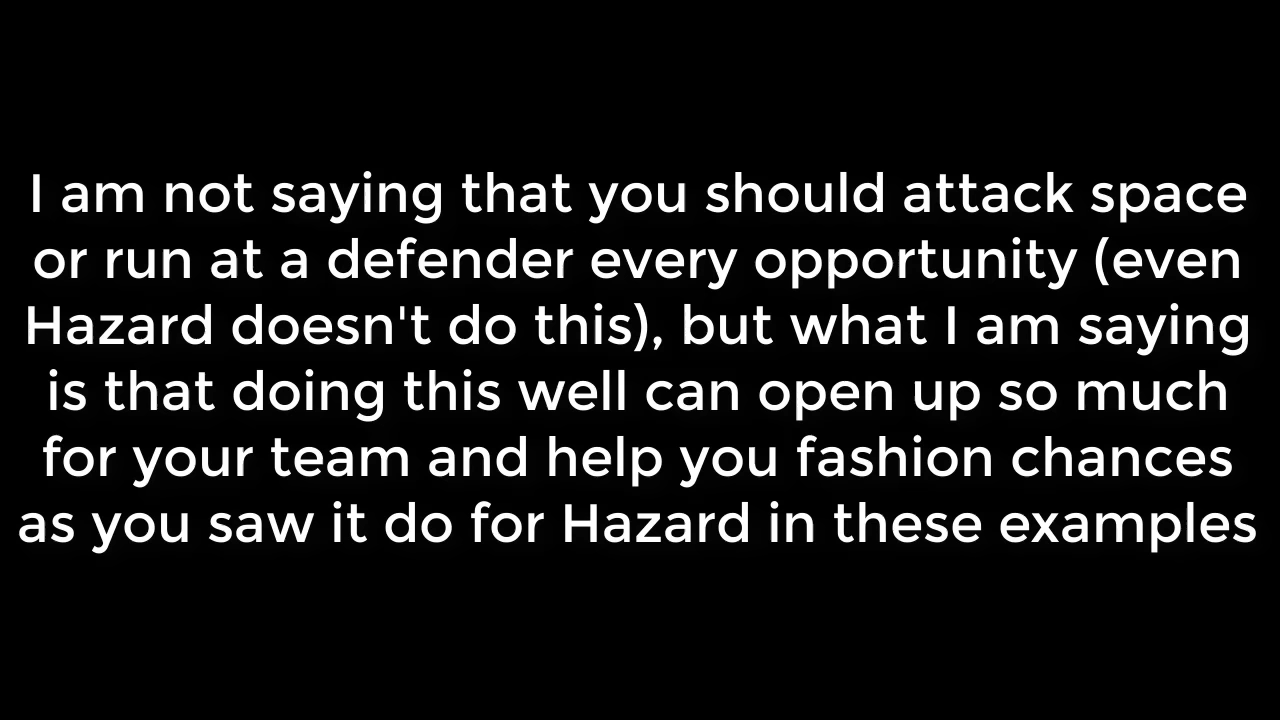 I am not saying that you should attack space
or run at a defender every opportunity (even
Hazard doesn't do this), but what I am saying
is that doing this well can open up so much
for your team and help you fashion chances
as you saw it do for Hazard in these examples